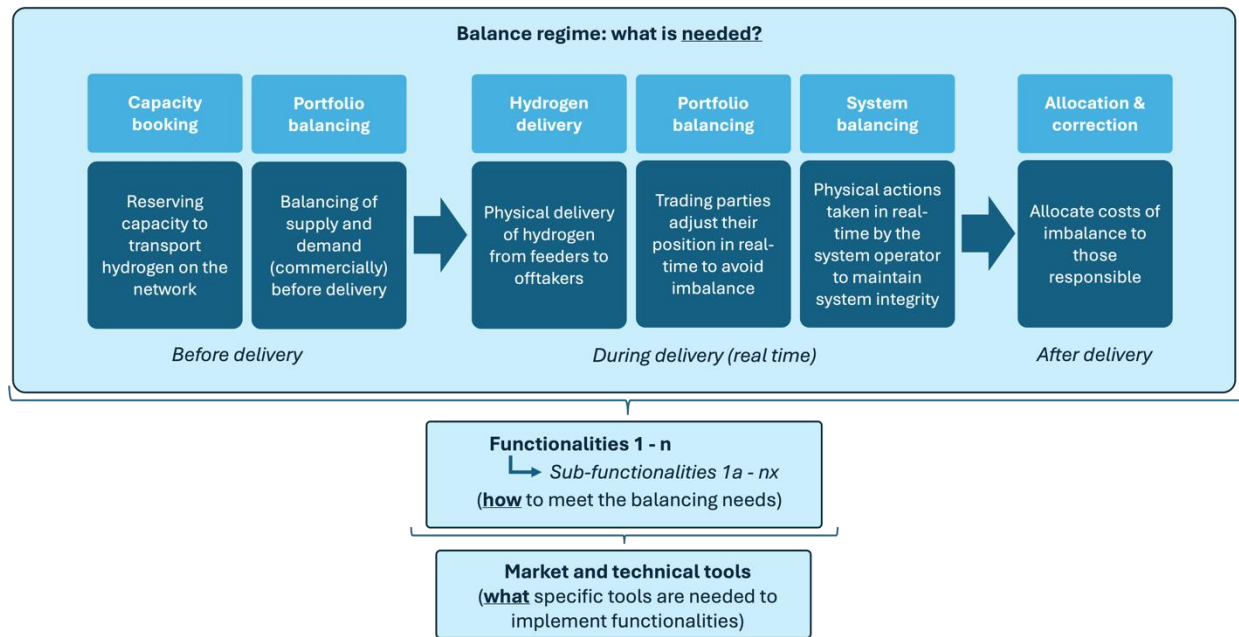 Balance regime: what is needed?
Capacity
booking
Portfolio
balancing
Hydrogen
delivery
Portfolio
balancing
System
balancing
Allocation &
correction
Reserving
capacity to
transport
hydrogen on the
network
Balancing of
supply and
demand
(commercially)
before delivery
Physical delivery
of hydrogen
from feeders to
offtakers
Trading parties
adjust their
position in real-
time to avoid
imbalance
Physical actions
taken in real-
time by the
system operator
to maintain
system integrity
Allocate costs of
imbalance to
those
responsible
Before delivery
During delivery (real time)
After delivery
Functionalities 1 - n
Sub-functionalities 1a - nx
(how to meet the balancing needs)
Market and technical tools
(what specific tools are needed to
implement functionalities)